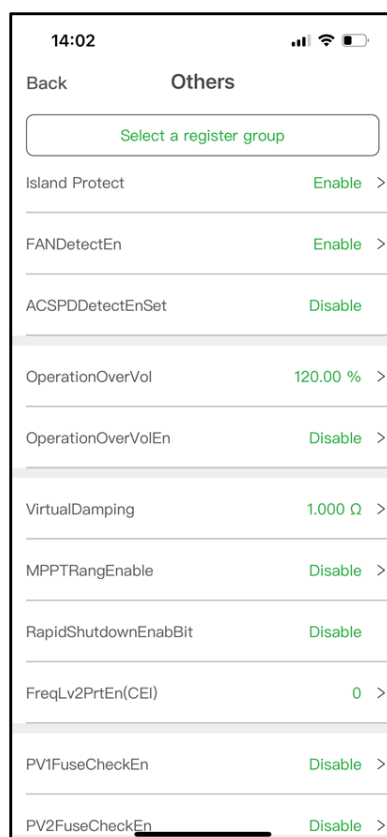 14:02
Back Others
Select a register group
Island Protect Enable >
FANDetectEn Enable >
ACSPDDetectEnSet Disable
OperationOverVol 120.00 % >
OperationOverVolEn Disable >
VirtualDamping 1.000 Ω >
MPPTRangEnable Disable >
RapidShutdownEnabBit Disable
FreqLv2PrtEn(CEI) 0 >
PV1FuseCheckEn Disable >
PV2FuseCheckEn Disable >